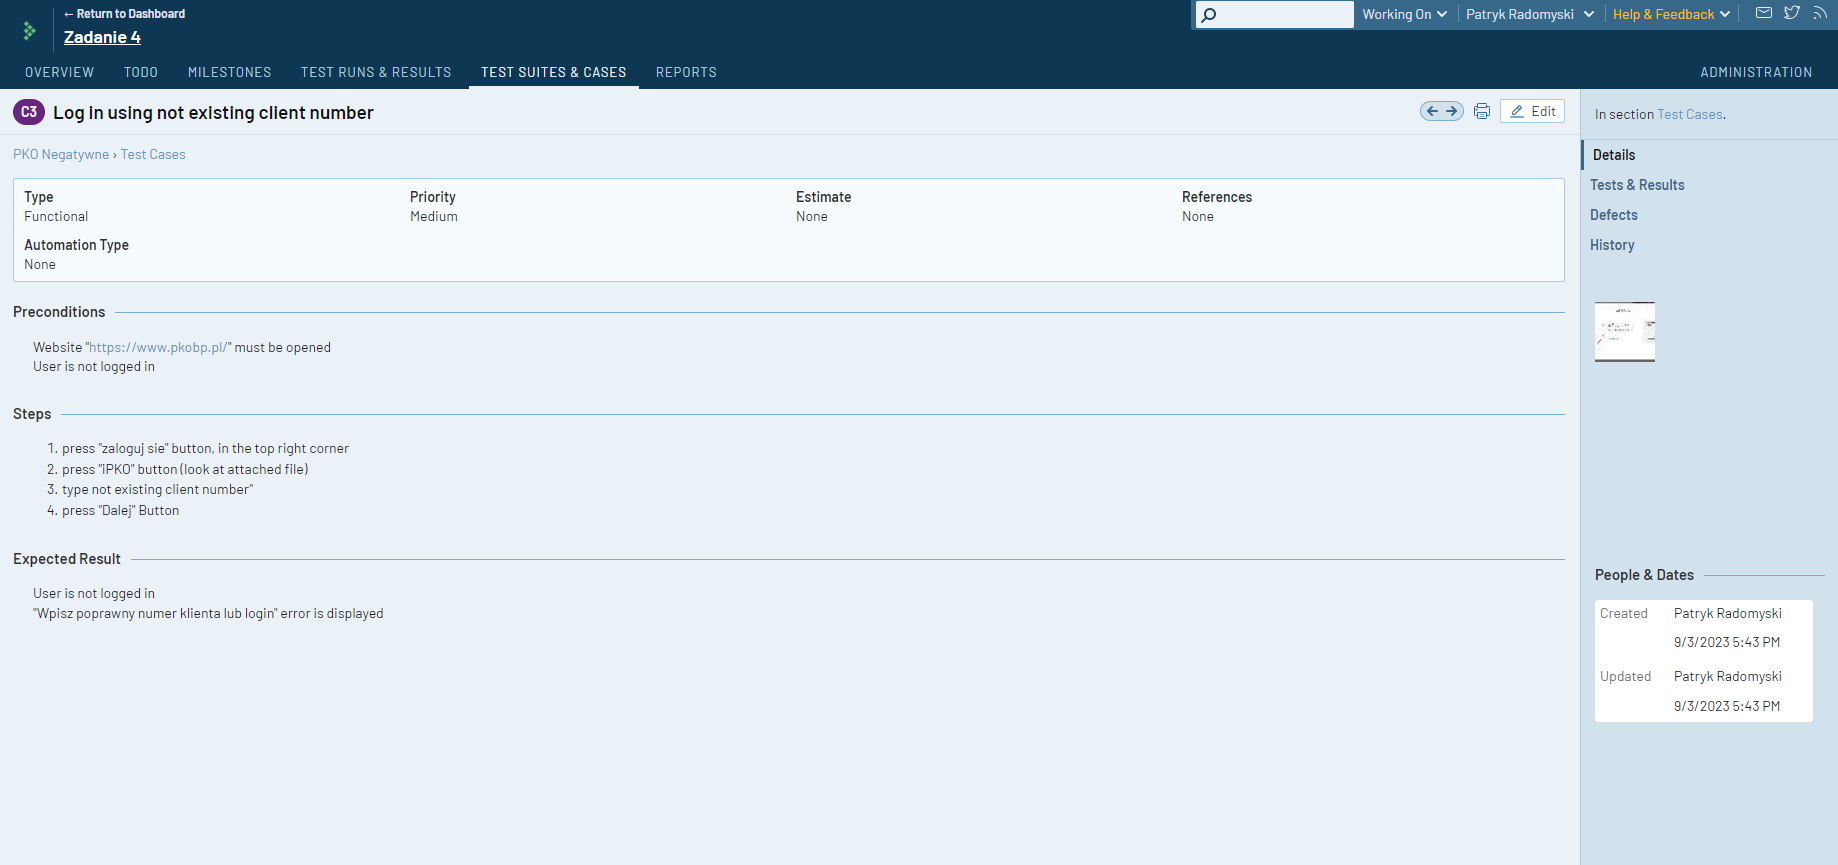 ← Return to Dashboard
Zadanie 4
Working On
Patryk Radomyski
Help & Feedback
OVERVIEW
TODO
MILESTONES
TEST RUNS & RESULTS
TEST SUITES & CASES
REPORTS
ADMINISTRATION
C3 Log in using not existing client number
Edit
PKO Negatywne › Test Cases
Type
Functional
Priority
Medium
Estimate
None
References
None
Automation Type
None
Preconditions
Website "https://www.pkobp.pl/" must be opened
User is not logged in
Steps
1. press "zaloguj sie" button, in the top right corner
2. press "iPKO" button (look at attached file)
3. type not existing client number"
4. press "Dalej" Button
Expected Result
User is not logged in
"Wpisz poprawny numer klienta lub login" error is displayed
In section Test Cases.
Details
Tests & Results
Defects
History
People & Dates
Created Patryk Radomyski
9/3/2023 5:43 PM
Updated Patryk Radomyski
9/3/2023 5:43 PM